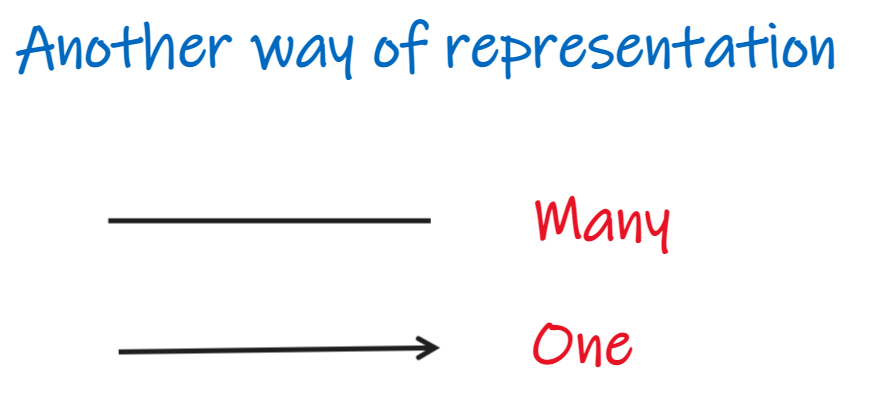 Another way of representation
Many
One